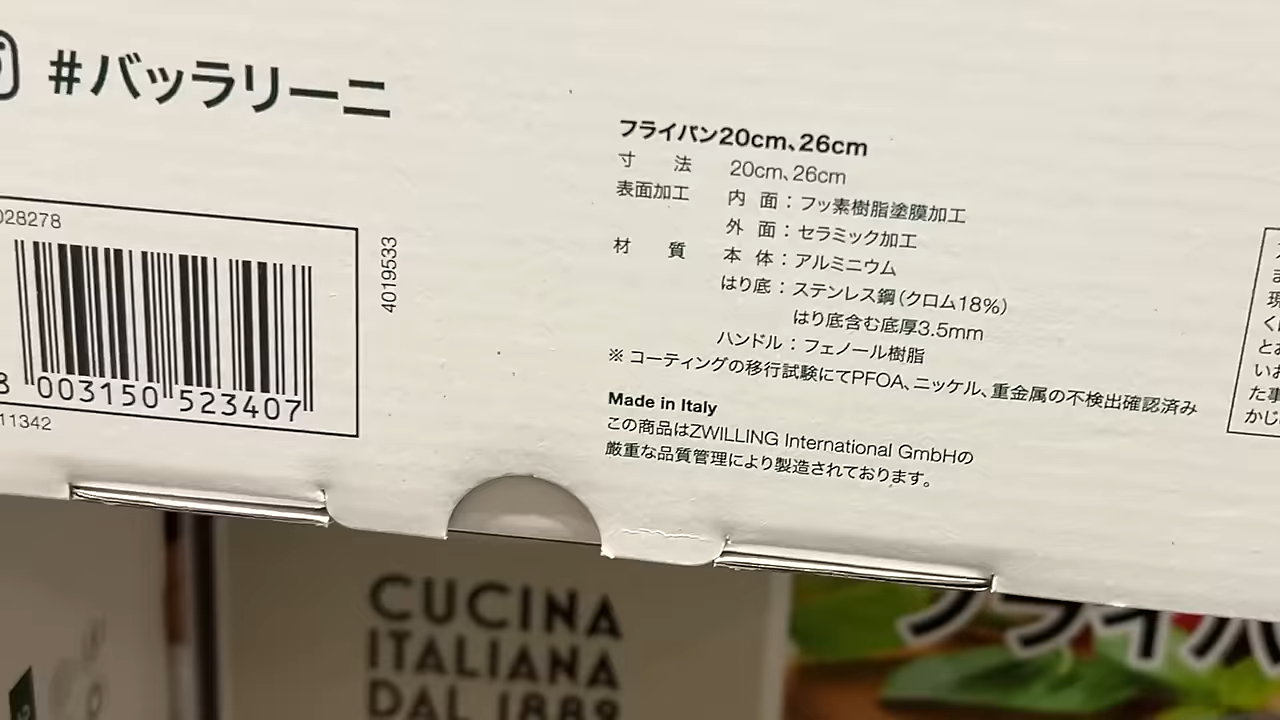 #バッラリーニ
028278
4019533
003150 523407
11342
フライパン20cm、26cm
寸 法 20cm、26cm
表面加工 内 面：フッ素樹脂塗膜加工
外 面：セラミック加工
材 質 本 体：アルミニウム
はり底：ステンレス鋼（クロム18%）
はり底含む底厚3.5mm
ハンドル：フェノール樹脂
※ コーティングの移行試験にてPFOA、ニッケル、重金属の不検出確認済み
Made in Italy
この商品はZWILLING International GmbHの
厳重な品質管理により製造されております。
CUCINA
ITALIANA
DAL 1889
フライパ